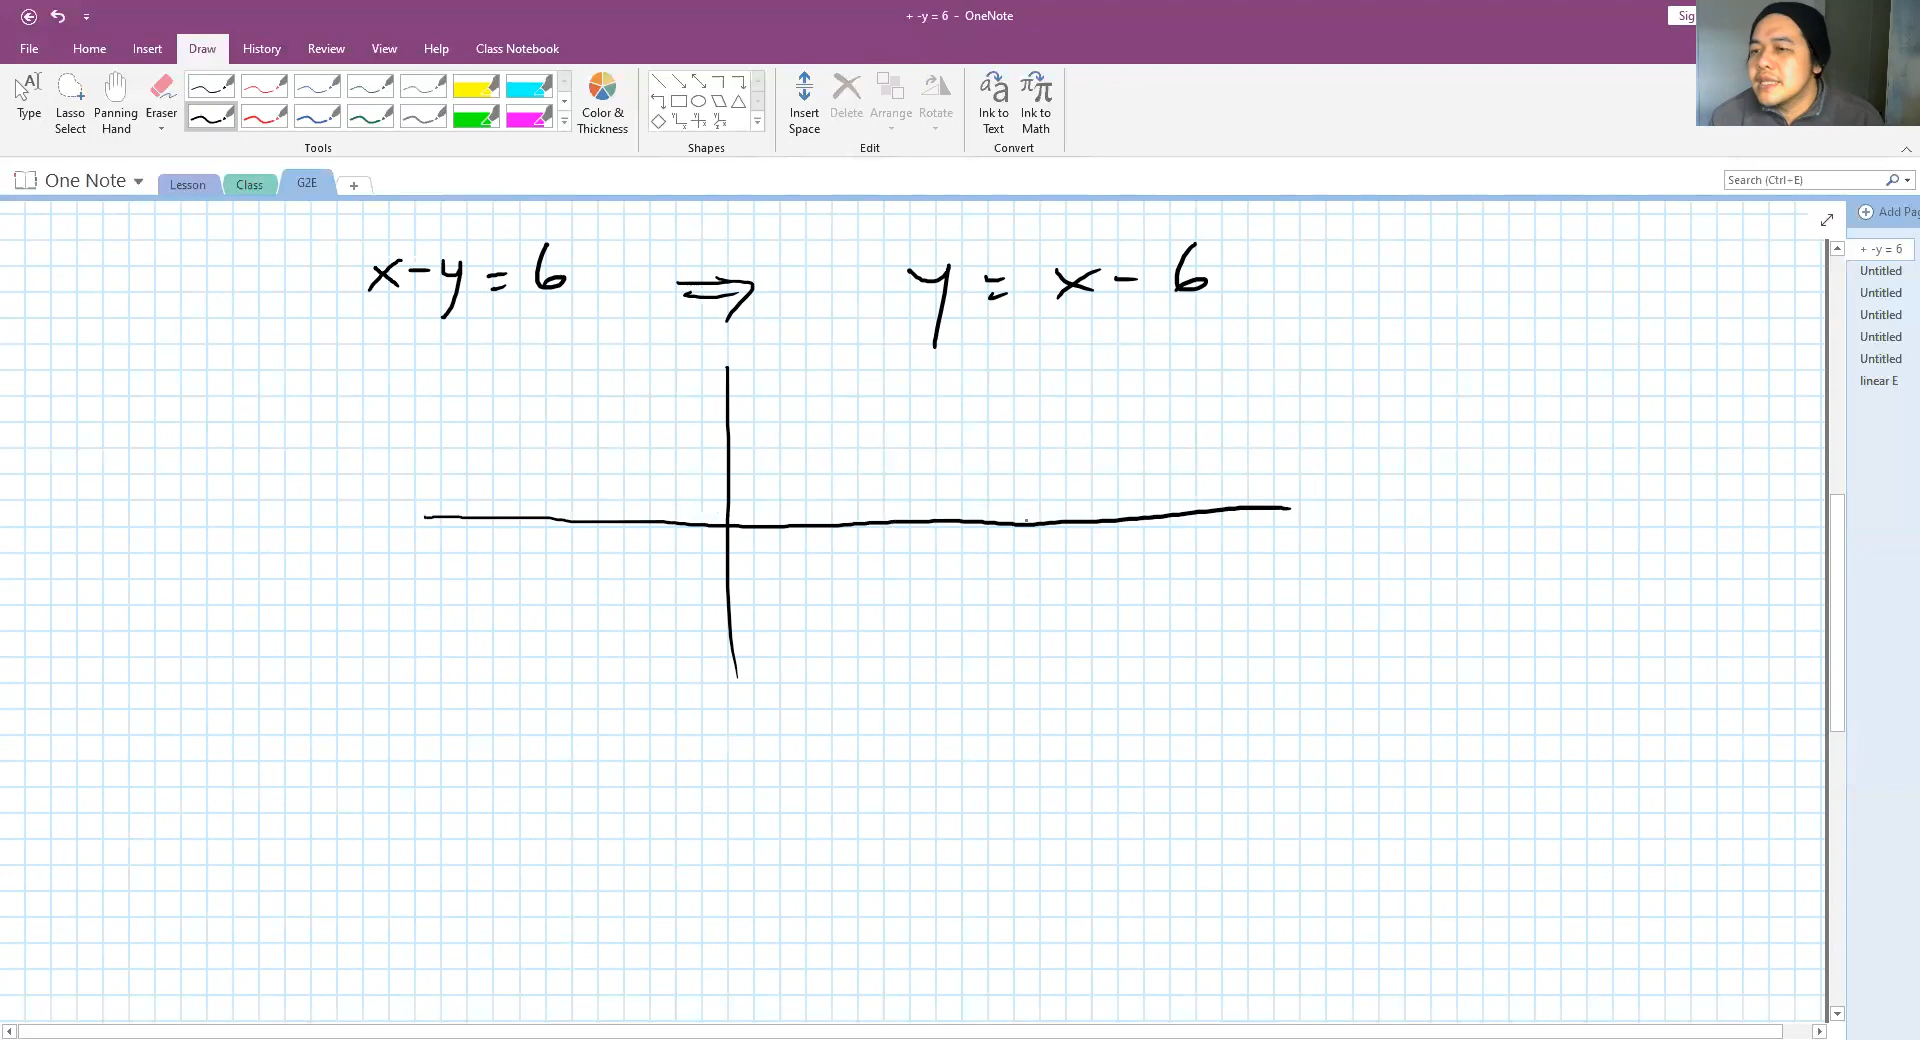 + -y = 6 - OneNote
Sig
File Home Insert Draw History Review View Help Class Notebook
Type
Lasso Select
Panning Hand
Eraser
Color & Thickness
Insert Space
Delete
Arrange
Rotate
Ink to Text
Ink to Math
Tools
Shapes
Edit
Convert
One Note
Lesson
Class
G2E
Search (Ctrl+E)
Add Pag
x-y = 6 ⇒ y = x - 6
+ -y = 6
Untitled
Untitled
Untitled
Untitled
Untitled
linear E